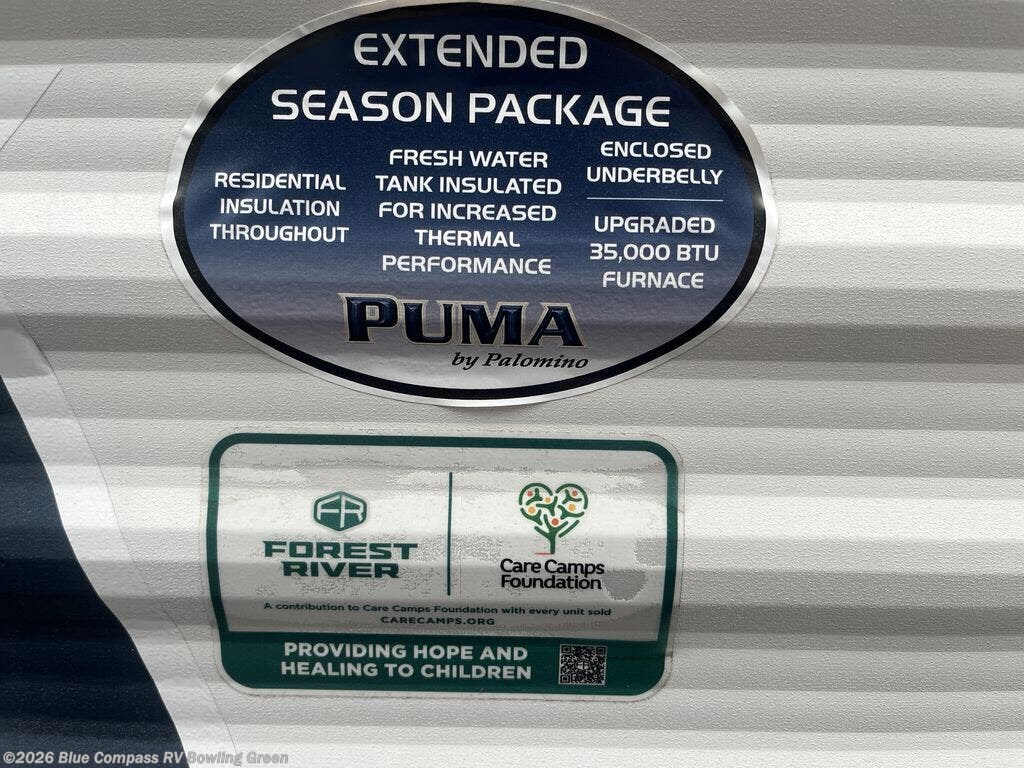 EXTENDED
SEASON PACKAGE
RESIDENTIAL
INSULATION
THROUGHOUT
FRESH WATER
TANK INSULATED
FOR INCREASED
THERMAL
PERFORMANCE
ENCLOSED
UNDERBELLY
UPGRADED
35,000 BTU
FURNACE
PUMA
by Palomino
FR
FOREST
RIVER
Care Camps
Foundation
A contribution to Care Camps Foundation with every unit sold
CARECAMPS.ORG
PROVIDING HOPE AND
HEALING TO CHILDREN
©2026 Blue Compass RV Bowling Green